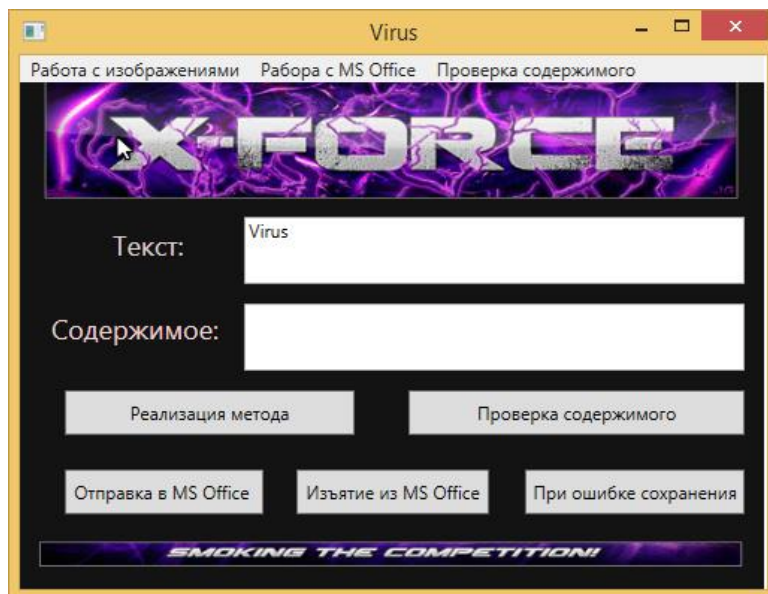 Virus
Работа с изображениями Рабора с MS Office Проверка содержимого
X-FORCE
Текст:
Virus
Содержимое:
Реализация метода
Проверка содержимого
Отправка в MS Office
Изъятие из MS Office
При ошибке сохранения
SMOKING THE COMPETITION!